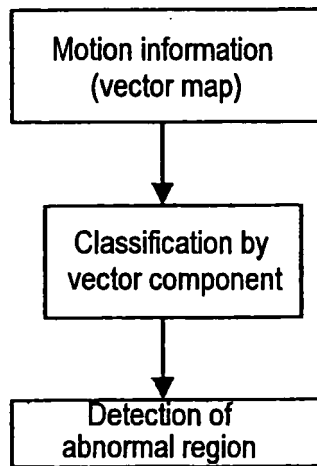 Motion information
(vector map)
Classification by
vector component
Detection of
abnormal region